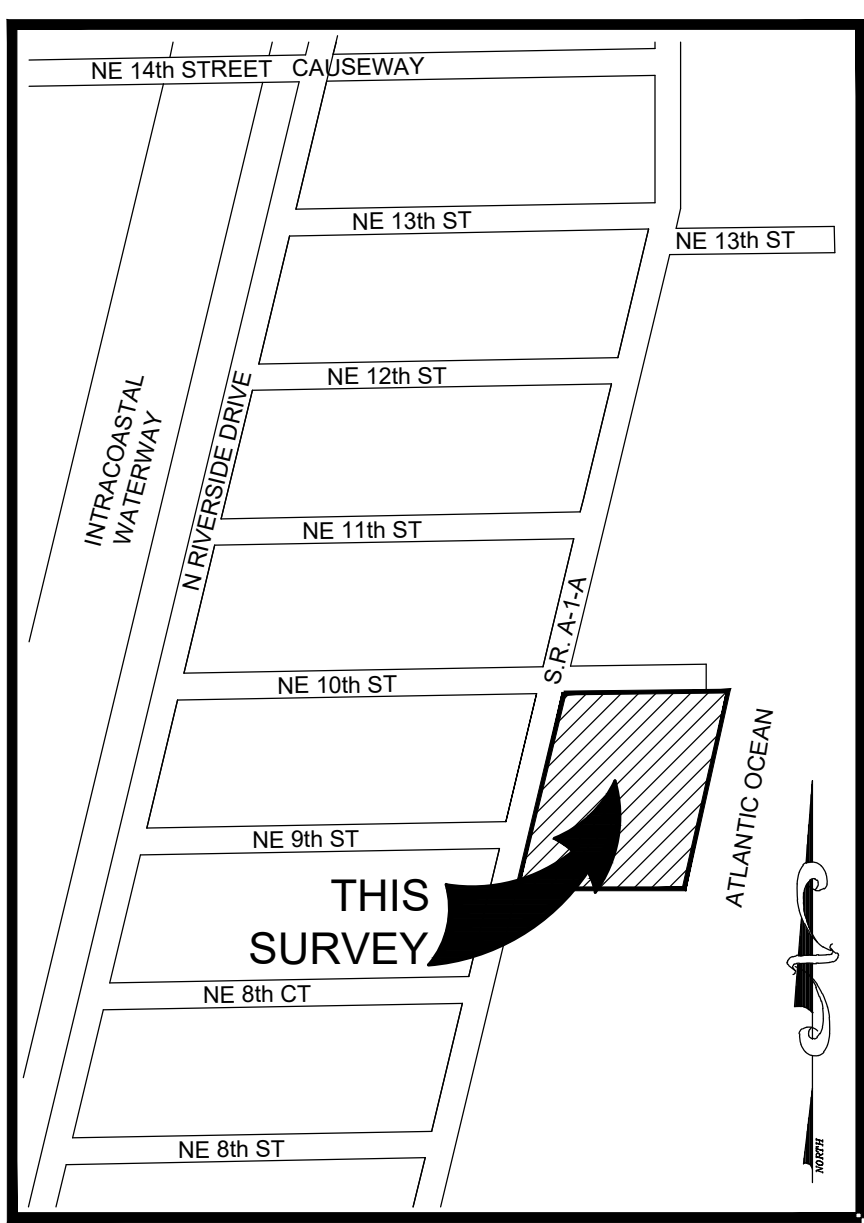 NE 14th STREET CAUSEWAY
NE 13th ST
NE 13th ST
NE 12th ST
INTRACOASTAL
WATERWAY
N RIVERSIDE DRIVE
NE 11th ST
S.R. A-1-A
NE 10th ST
ATLANTIC OCEAN
NE 9th ST
THIS
SURVEY
NE 8th CT
NE 8th ST
NORTH